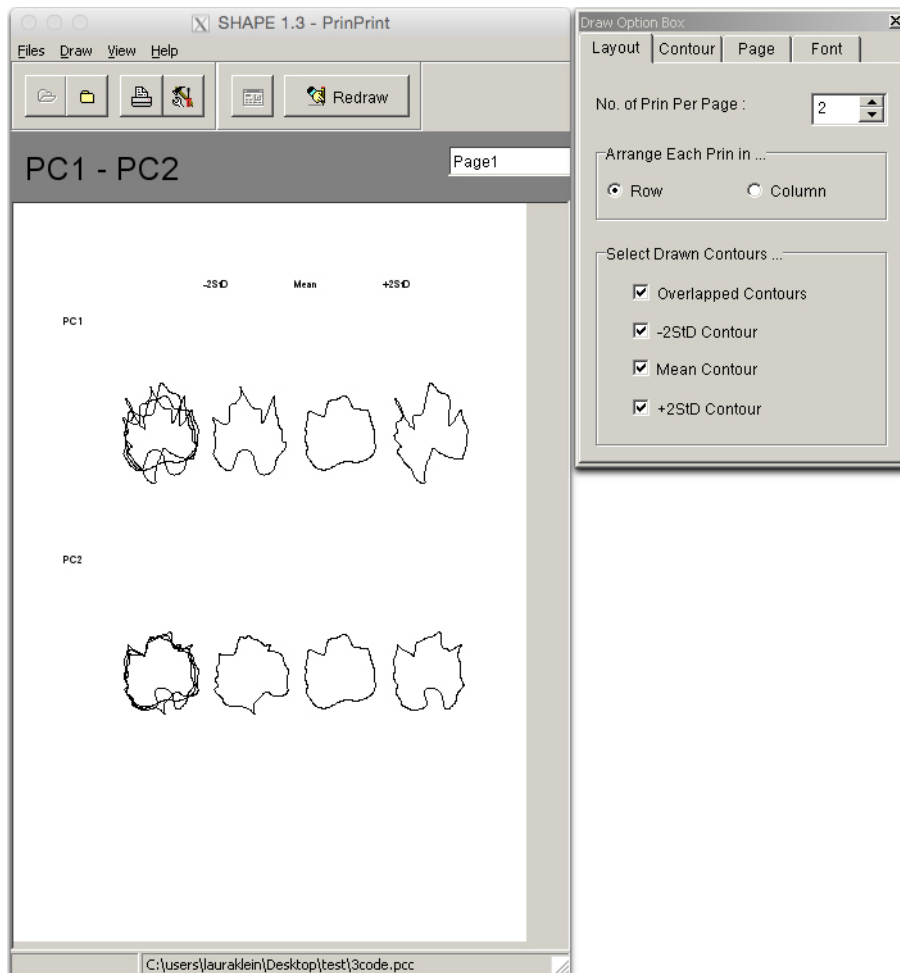 SHAPE 1.3 - PrinPrint
Files Draw View Help
Redraw
PC1 - PC2
Page1
-2StD Mean +2StD
PC1
PC2
C:\users\lauraklein\Desktop\test\3code.pcc
Draw Option Box
Layout Contour Page Font
No. of Prin Per Page : 2
Arrange Each Prin in ...
Row Column
Select Drawn Contours ...
Overlapped Contours
-2StD Contour
Mean Contour
+2StD Contour